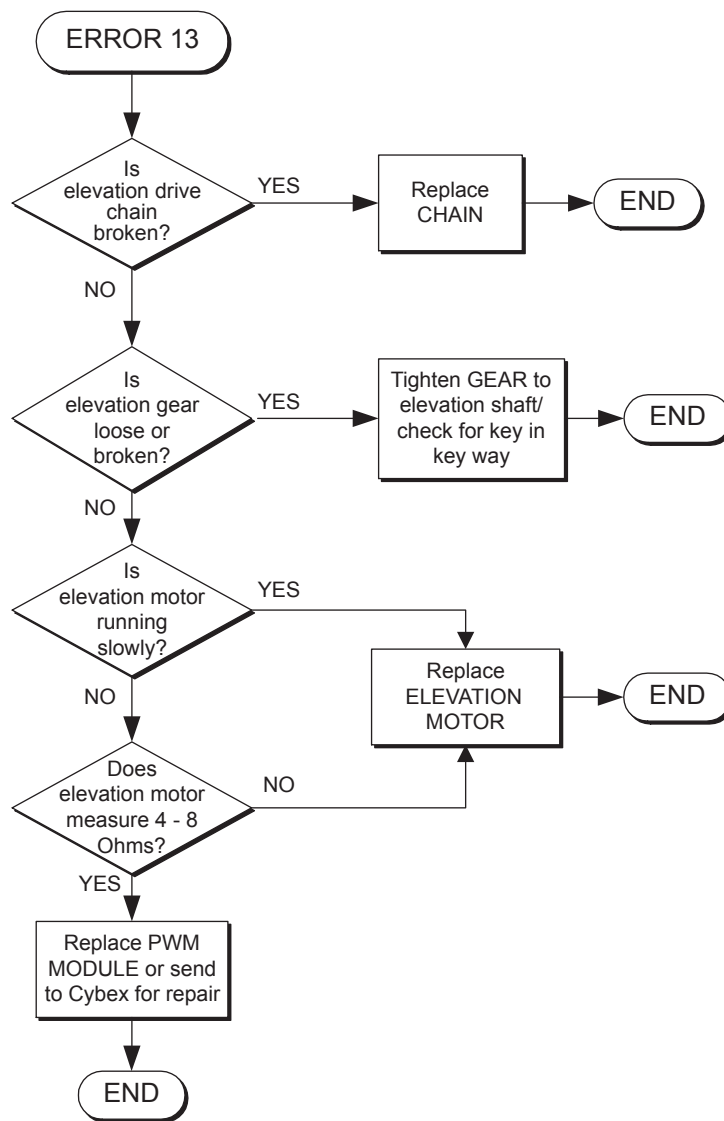 ERROR 13
Is
elevation drive
chain
broken?
YES
Replace
CHAIN
END
NO
Is
elevation gear
loose or
broken?
YES
Tighten GEAR to
elevation shaft/
check for key in
key way
END
NO
Is
elevation motor
running
slowly?
YES
Replace
ELEVATION
MOTOR
END
NO
Does
elevation motor
measure 4 - 8
Ohms?
NO
YES
Replace PWM
MODULE or send
to Cybex for repair
END